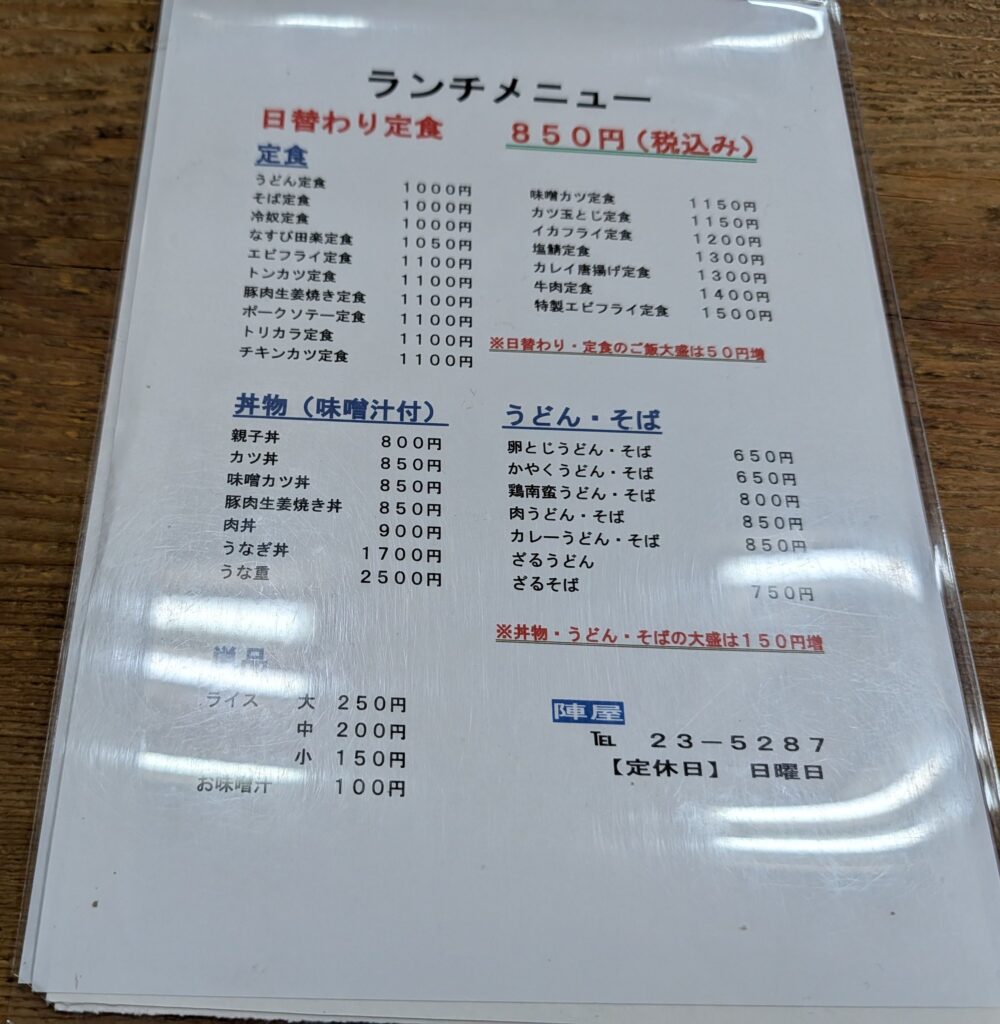 ランチメニュー
日替わり定食　８５０円（税込み）
定食
うどん定食　１０００円
そば定食　１０００円
冷奴定食　１０００円
なすび田楽定食　１０５０円
エビフライ定食　１１００円
トンカツ定食　１１００円
豚肉生姜焼き定食　１１００円
ポークソテー定食　１１００円
トリカラ定食　１１００円
チキンカツ定食　１１００円
味噌カツ定食　１１５０円
カツ玉とじ定食　１１５０円
イカフライ定食　１２００円
塩鯖定食　１３００円
カレイ唐揚げ定食　１３００円
牛肉定食　１４００円
特製エビフライ定食　１５００円
※日替わり・定食のご飯大盛は５０円増
丼物（味噌汁付）
親子丼　８００円
カツ丼　８５０円
味噌カツ丼　８５０円
豚肉生姜焼き丼　８５０円
肉丼　９００円
うなぎ丼　１７００円
うな重　２５００円
うどん・そば
卵とじうどん・そば　６５０円
かやくうどん・そば　６５０円
鶏南蛮うどん・そば　８００円
肉うどん・そば　８５０円
カレーうどん・そば　８５０円
ざるうどん
ざるそば　７５０円
※丼物・うどん・そばの大盛は１５０円増
単品
ライス　大　２５０円
中　２００円
小　１５０円
お味噌汁　１００円
陣屋
℡　２３－５２８７
【定休日】　日曜日